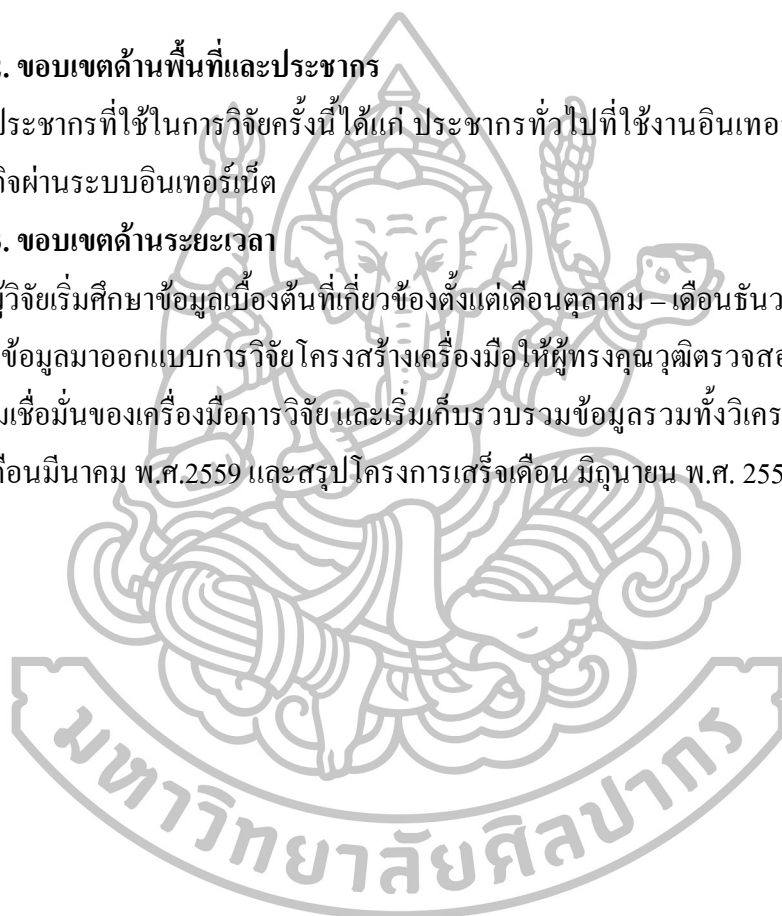 . ขอบเขตด้านพื้นที่และประชากร
ประชากรที่ใช้ในการวิจัยครั้งนี้ได้แก่ ประชากรทั่วไปที่ใช้งานอินเทอ
กิจผ่านระบบอินเทอร์เน็ต
. ขอบเขตด้านระยะเวลา
ผู้วิจัยเริ่มศึกษาข้อมูลเบื้องต้นที่เกี่ยวข้องตั้งแต่เดือนตุลาคม – เดือนธันว
ข้อมูลมาออกแบบการวิจัยโครงสร้างเครื่องมือให้ผู้ทรงคุณวุฒิตรวจสอ
มเชื่อมั่นของเครื่องมือการวิจัย และเริ่มเก็บรวบรวมข้อมูลรวมทั้งวิเคร
ดือนมีนาคม พ.ศ.2559 และสรุปโครงการเสร็จเดือน มิถุนายน พ.ศ. 255
มหาวิทยาลัยศิลปากร